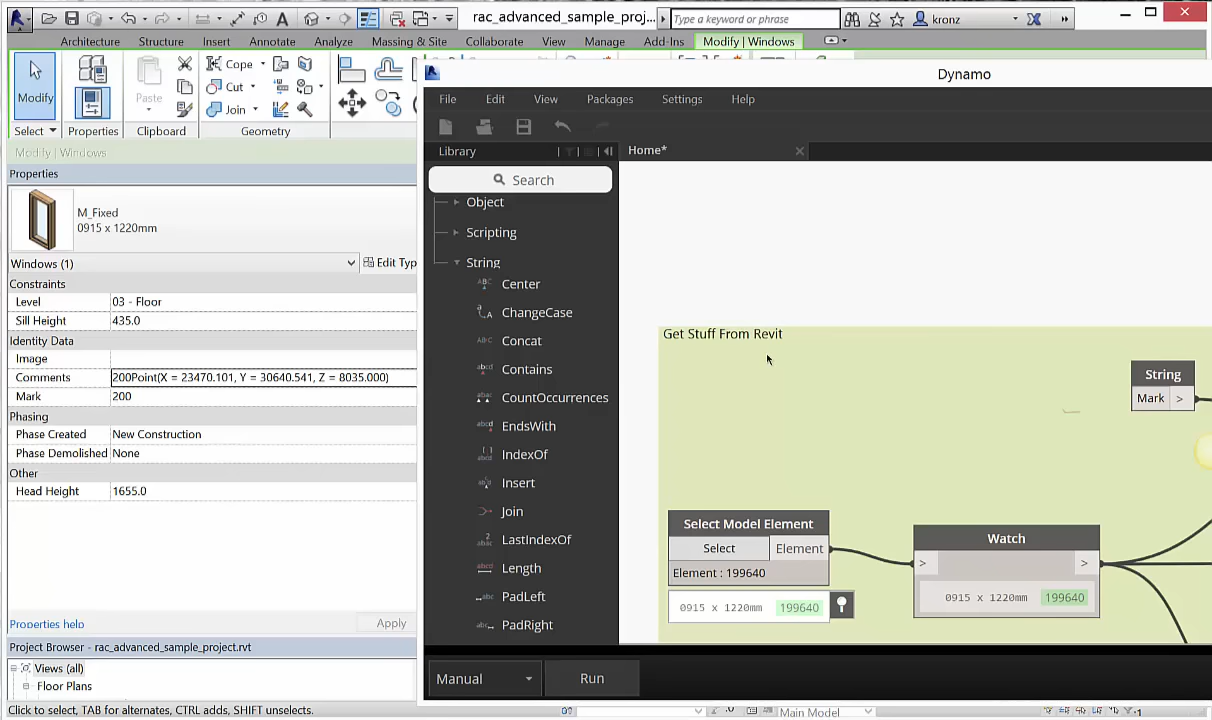 rac_advanced_sample_proj...
Type a keyword or phrase
kronz
Architecture
Structure
Insert
Annotate
Analyze
Massing & Site
Collaborate
View
Manage
Add-Ins
Modify | Windows
Modify
Paste
Cope
Cut
Join
Select
Properties
Clipboard
Geometry
Modify | Windows
Properties
M_Fixed
0915 x 1220mm
Windows (1)
Edit Typ
Constraints
Level 03 - Floor
Sill Height 435.0
Identity Data
Image
Comments 200Point(X = 23470.101, Y = 30640.541, Z = 8035.000)
Mark 200
Phasing
Phase Created New Construction
Phase Demolished None
Other
Head Height 1655.0
Properties help
Apply
Project Browser - rac_advanced_sample_project.rvt
Views (all)
Floor Plans
Click to select, TAB for alternates, CTRL adds, SHIFT unselects.
Dynamo
File Edit View Packages Settings Help
Library
Home*
Search
Object
Scripting
String
Center
ChangeCase
Concat
Contains
CountOccurrences
EndsWith
IndexOf
Insert
Join
LastIndexOf
Length
PadLeft
PadRight
Get Stuff From Revit
String
Mark >
Select Model Element
Select Element
Element : 199640
0915 x 1220mm 199640
Watch
> >
0915 x 1220mm 199640
Manual
Run
Main Model